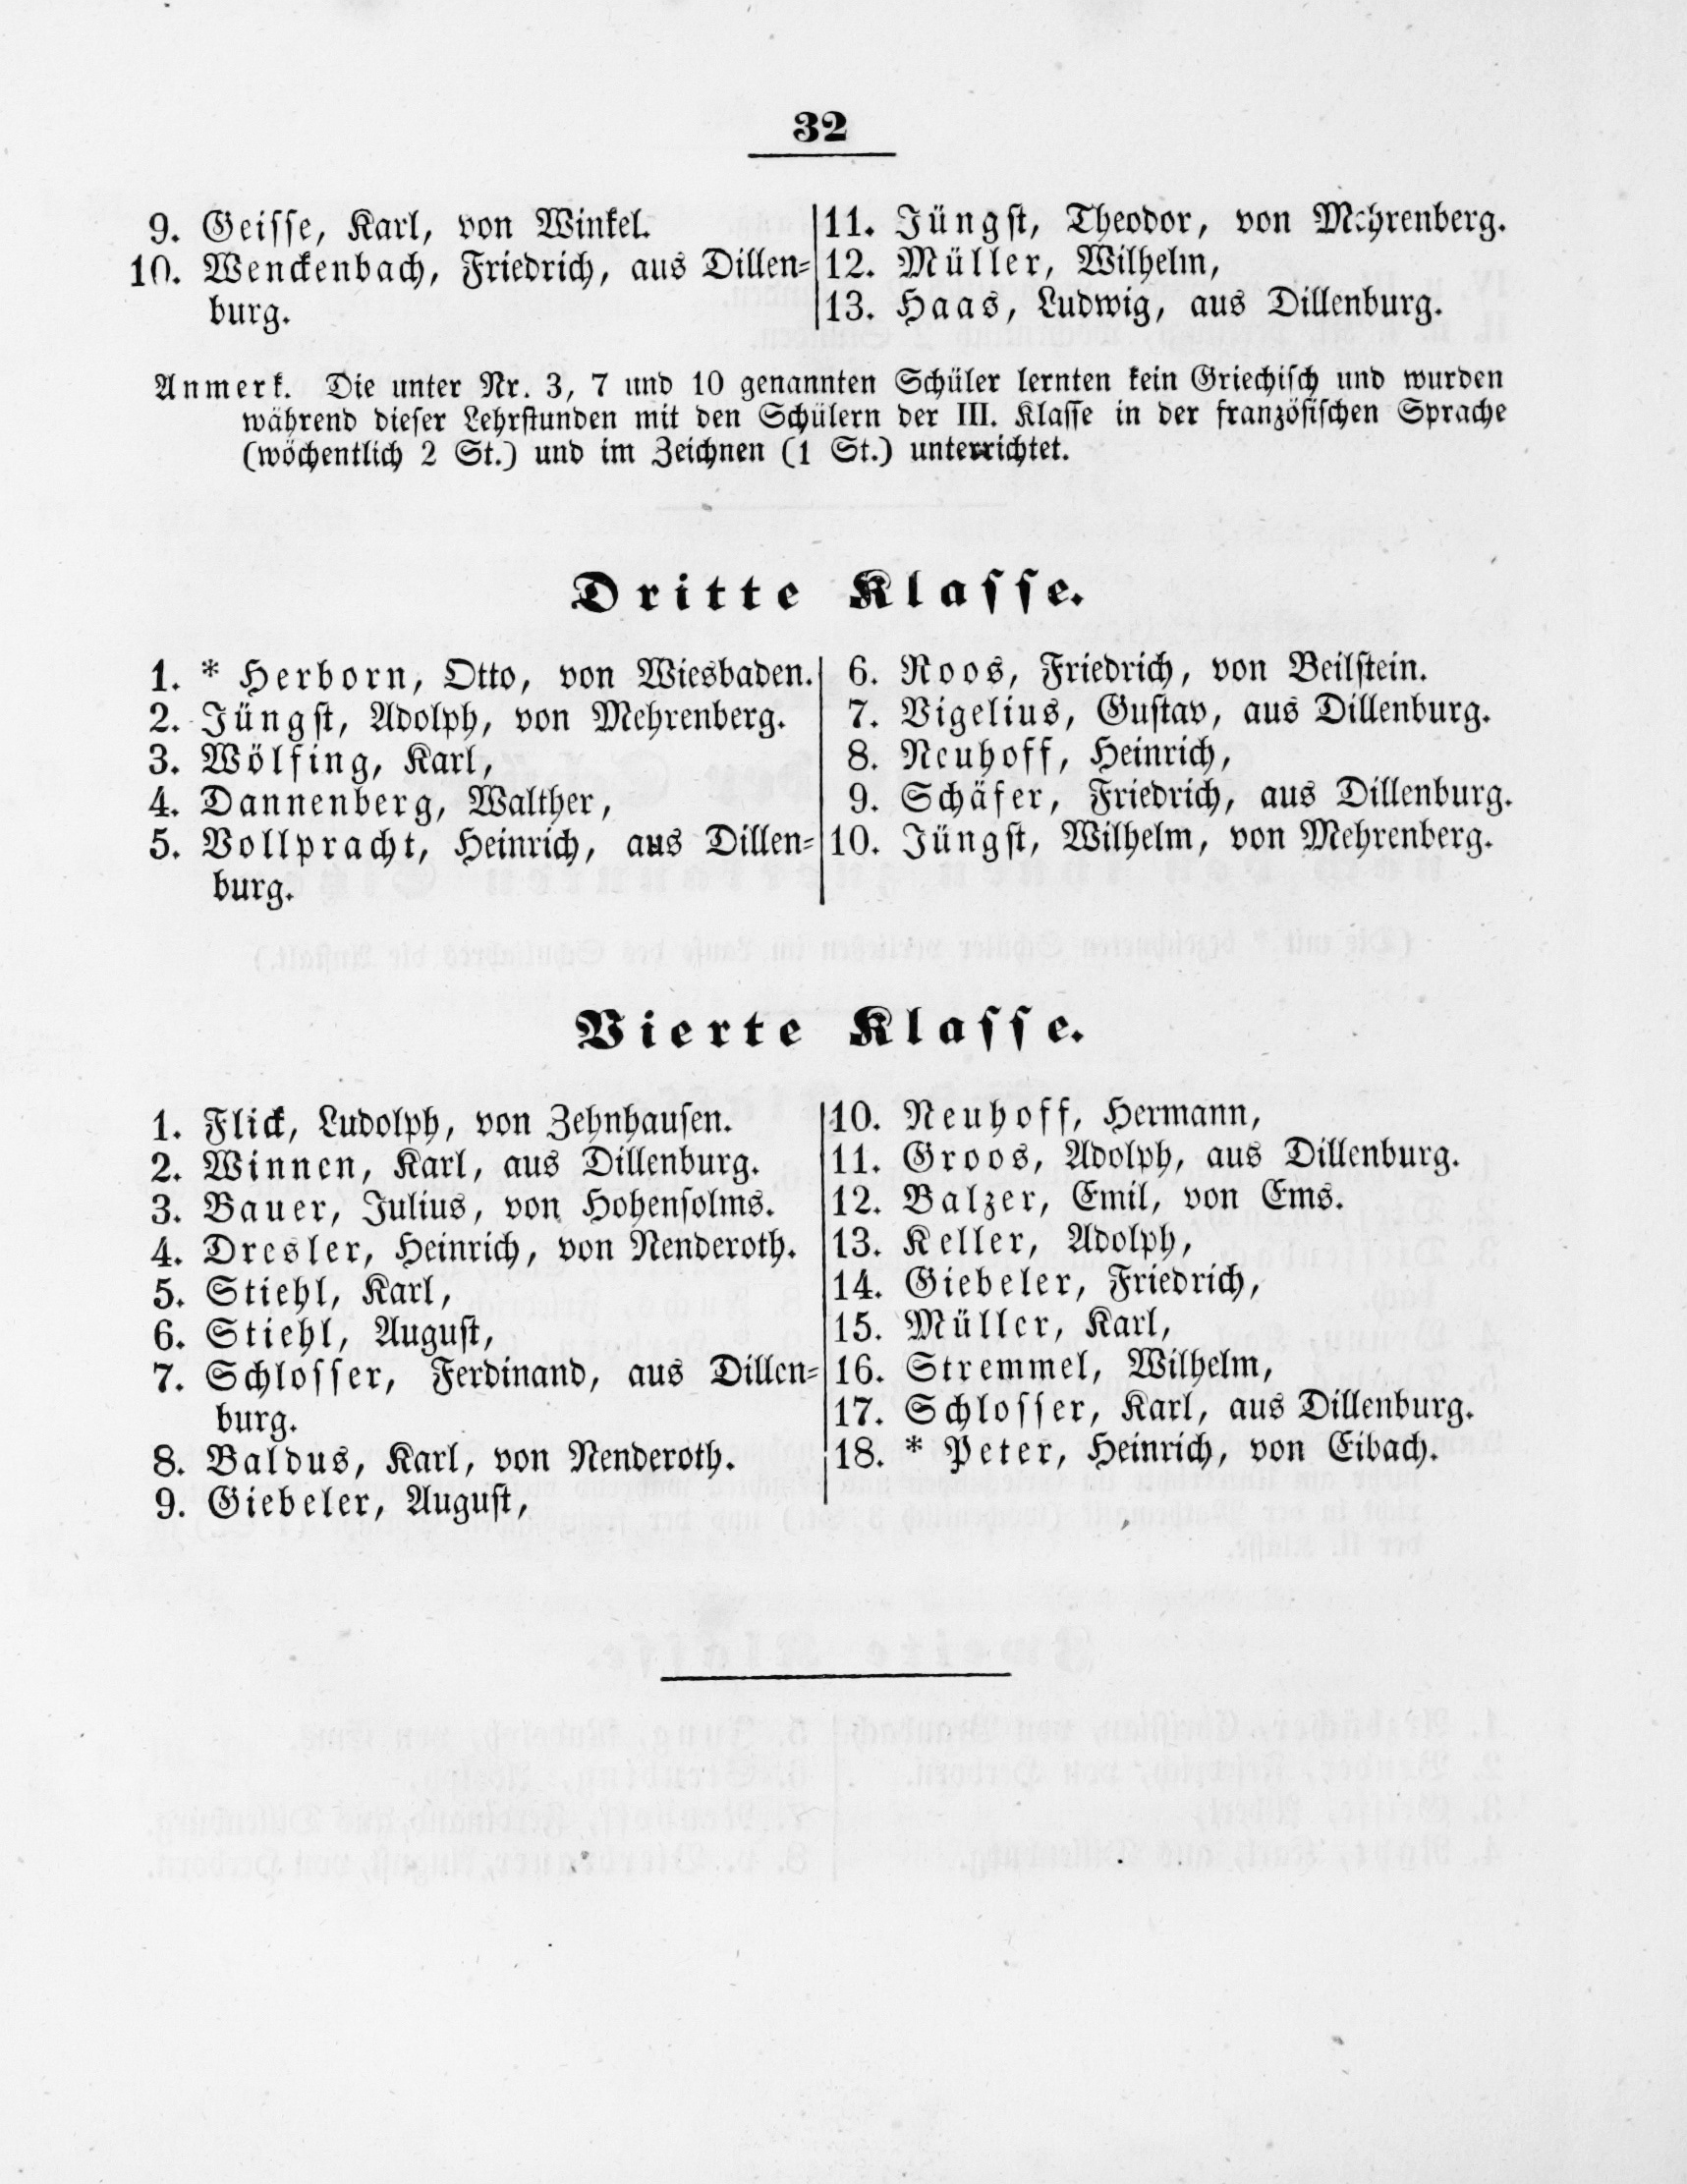 32
9. Geisse, Karl, von Winkel.
10. Wenckenbach, Friedrich, aus Dillen-
burg.
11. Jüngst, Theodor, von Mehrenberg.
12. Müller, Wilhelm,
13. Haas, Ludwig, aus Dillenburg.
Anmerk. Die unter Nr. 3, 7 und 10 genannten Schüler lernten kein Griechisch und wurden
während dieser Lehrstunden mit den Schülern der III. Klasse in der französischen Sprache
(wöchentlich 2 St.) und im Zeichnen (1 St.) unterrichtet.
Dritte Klasse.
1. * Herborn, Otto, von Wiesbaden.
2. Jüngst, Adolph, von Mehrenberg.
3. Wölfing, Karl,
4. Dannenberg, Walther,
5. Vollpracht, Heinrich, aus Dillen-
burg.
6. Roos, Friedrich, von Beilstein.
7. Vigelius, Gustav, aus Dillenburg.
8. Neuhoff, Heinrich,
9. Schäfer, Friedrich, aus Dillenburg.
10. Jüngst, Wilhelm, von Mehrenberg.
Vierte Klasse.
1. Flick, Ludolph, von Zehnhausen.
2. Winnen, Karl, aus Dillenburg.
3. Bauer, Julius, von Hohensolms.
4. Dresler, Heinrich, von Nenderoth.
5. Stiehl, Karl,
6. Stiehl, August,
7. Schlosser, Ferdinand, aus Dillen-
burg.
8. Baldus, Karl, von Nenderoth.
9. Giebeler, August,
10. Neuhoff, Hermann,
11. Groos, Adolph, aus Dillenburg.
12. Balzer, Emil, von Ems.
13. Keller, Adolph,
14. Giebeler, Friedrich,
15. Müller, Karl,
16. Stremmel, Wilhelm,
17. Schlosser, Karl, aus Dillenburg.
18. * Peter, Heinrich, von Eibach.